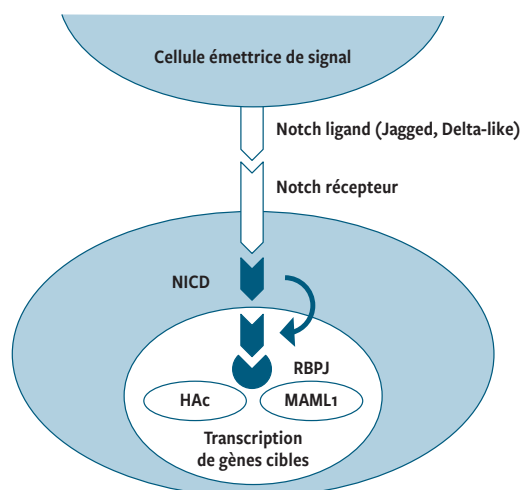 Cellule émettrice de signal
Notch ligand (Jagged, Delta-like)
Notch récepteur
NICD
RBPJ
HAc
MAML1
Transcription
de gènes cibles